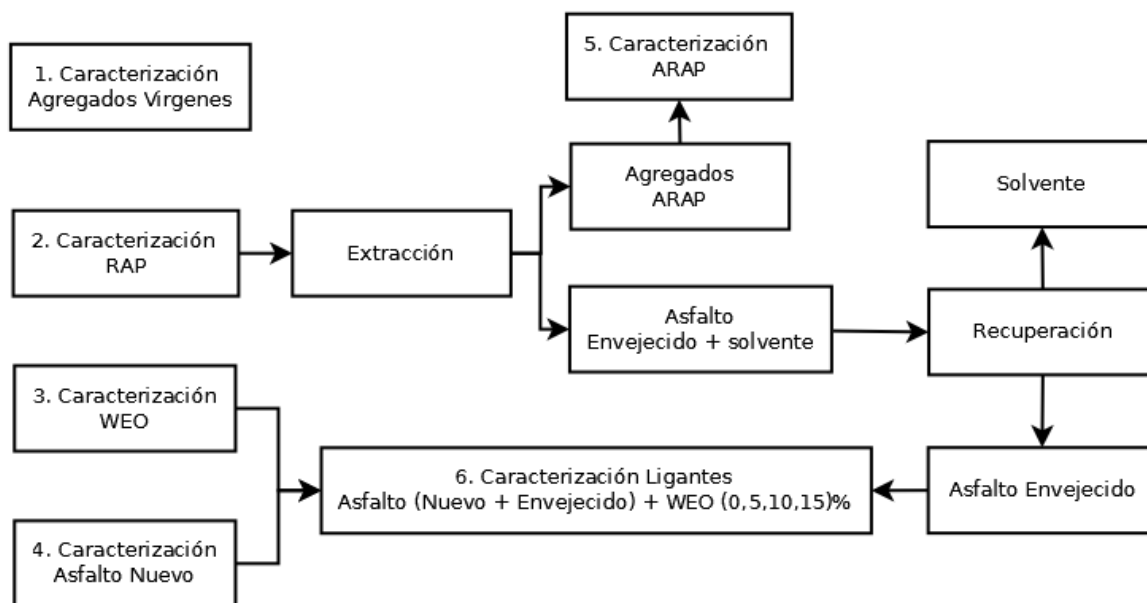 5. Caracterización
ARAP
1. Caracterización
Agregados Virgenes
Agregados
ARAP
Solvente
2. Caracterización
RAP
Extracción
Asfalto
Envejecido + solvente
Recuperación
3. Caracterización
WEO
6. Caracterización Ligantes
Asfalto (Nuevo + Envejecido) + WEO (0,5,10,15)%
Asfalto Envejecido
4. Caracterización
Asfalto Nuevo